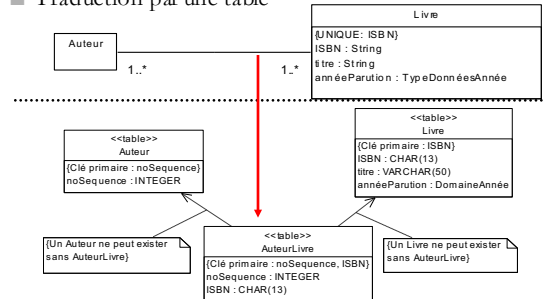 Traduction par une table
Livre
{UNIQUE: ISBN}
ISBN : String
titre : String
annéeParution : TypeDonnéesAnnée
Auteur
1..*
1..*
<<table>>
Auteur
{Clé primaire : noSequence}
noSequence : INTEGER
<<table>>
Livre
{Clé primaire : ISBN}
ISBN : CHAR(13)
titre : VARCHAR(50)
annéeParution : DomaineAnnée
{Un Auteur ne peut exister
sans AuteurLivre}
<<table>>
AuteurLivre
{Clé primaire : noSequence, ISBN}
noSequence : INTEGER
ISBN : CHAR(13)
{Un Livre ne peut exister
sans AuteurLivre}